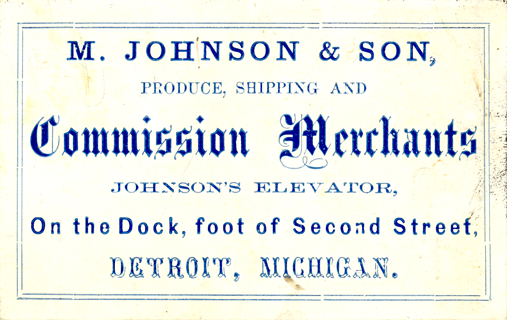 M. JOHNSON & SON,
PRODUCE, SHIPPING AND
Commission Merchants
JOHNSON'S ELEVATOR,
On the Dock, foot of Second Street,
DETROIT, MICHIGAN.